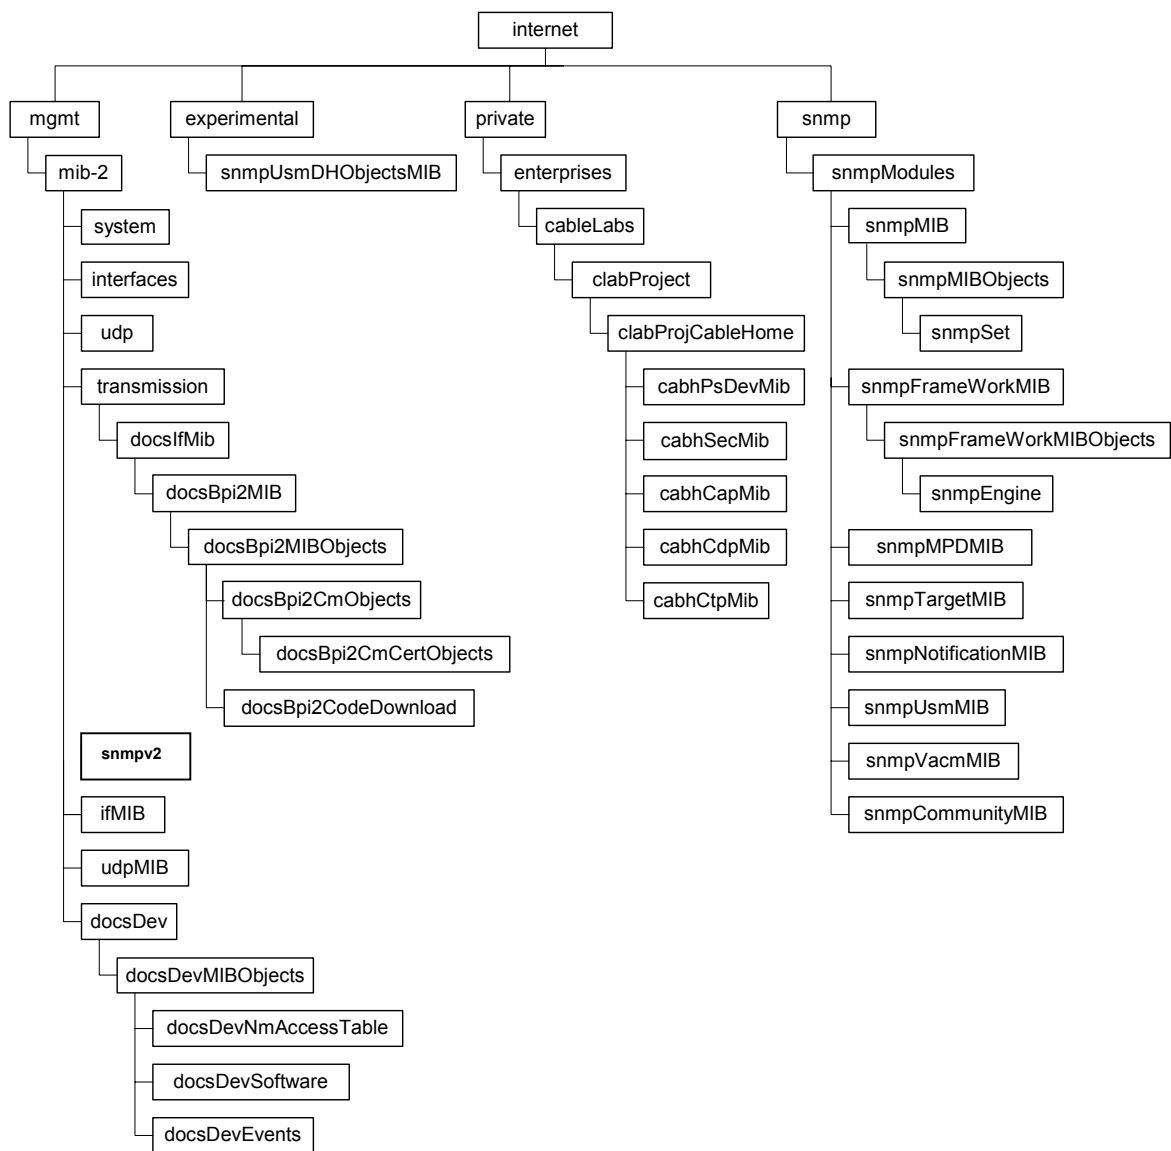 internet
mgmt
experimental
private
snmp
mib-2
snmpUsmDHObjectsMIB
enterprises
snmpModules
system
cableLabs
snmpMIB
interfaces
clabProject
snmpMIBObjects
udp
clabProjCableHome
snmpSet
transmission
cabhPsDevMib
snmpFrameWorkMIB
docsIfMib
cabhSecMib
snmpFrameWorkMIBObjects
docsBpi2MIB
cabhCapMib
snmpEngine
docsBpi2MIBObjects
cabhCdpMib
snmpMPDMIB
docsBpi2CmObjects
cabhCtpMib
snmpTargetMIB
docsBpi2CmCertObjects
snmpNotificationMIB
docsBpi2CodeDownload
snmpUsmMIB
snmpv2
snmpVacmMIB
ifMIB
snmpCommunityMIB
udpMIB
docsDev
docsDevMIBObjects
docsDevNmAccessTable
docsDevSoftware
docsDevEvents